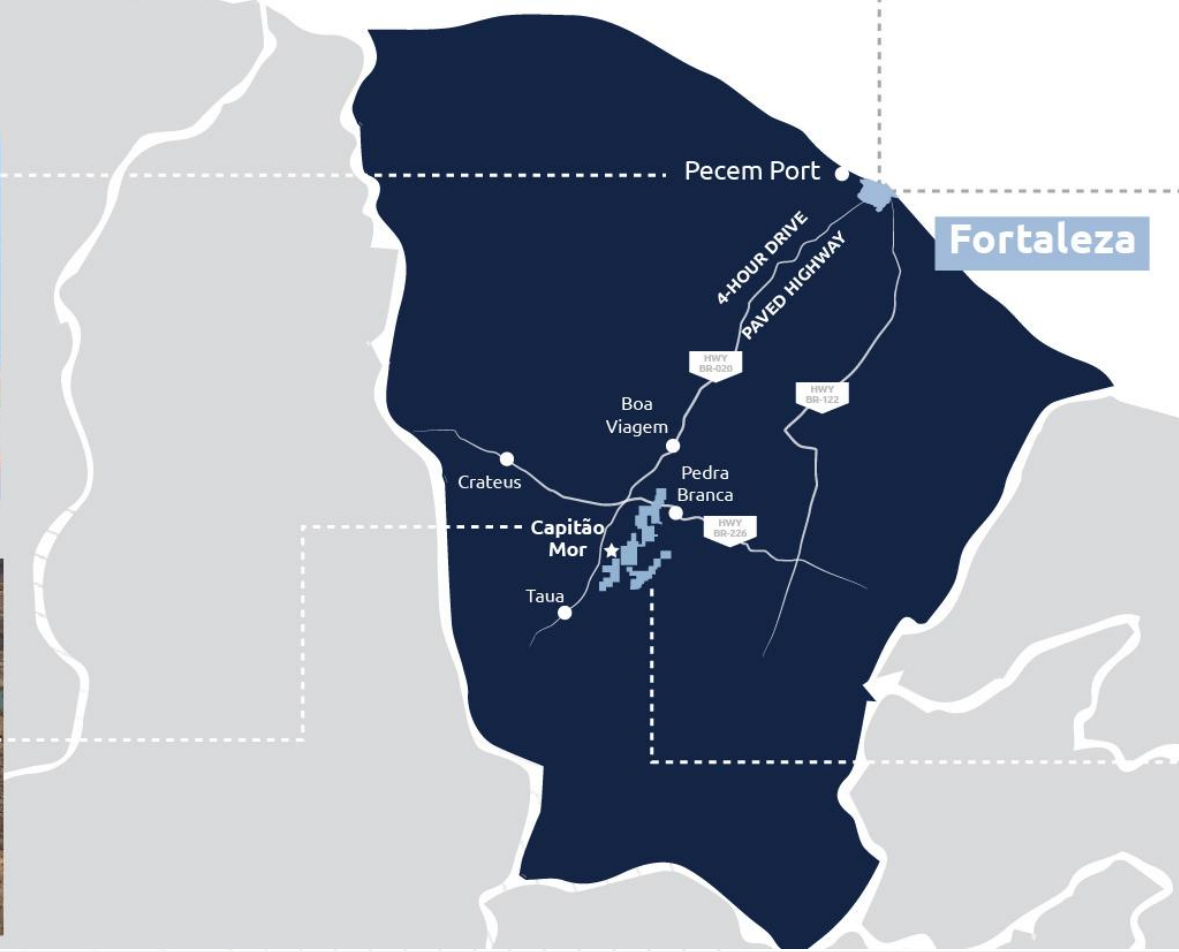 Pecem Port
Fortaleza
4-HOUR DRIVE
PAVED HIGHWAY
HWY
BR-020
HWY
BR-122
Boa
Viagem
Crateus
Pedra
Branca
HWY
BR-226
Capitão
Mor
Taua